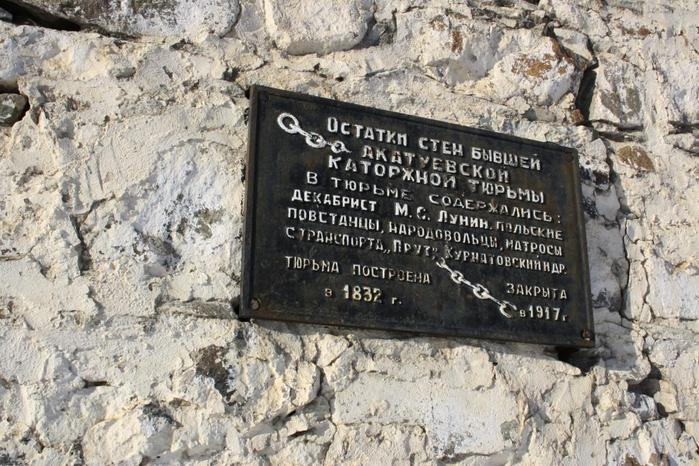 ОСТАТКИ СТЕН БЫВШЕЙ
АКАТУЕВСКОЙ
КАТОРЖНОЙ ТЮРЬМЫ
В ТЮРЬМЕ СОДЕРЖАЛИСЬ:
ДЕКАБРИСТ М.С. ЛУНИН, ПОЛЬСКИЕ
ПОВСТАНЦЫ, НАРОДОВОЛЬЦЫ, МАТРОСЫ
С ТРАНСПОРТА „ПРУТ", КУРНАТОВСКИЙ И ДР.
ТЮРЬМА ПОСТРОЕНА ЗАКРЫТА
в 1832 г. в 1917 г.